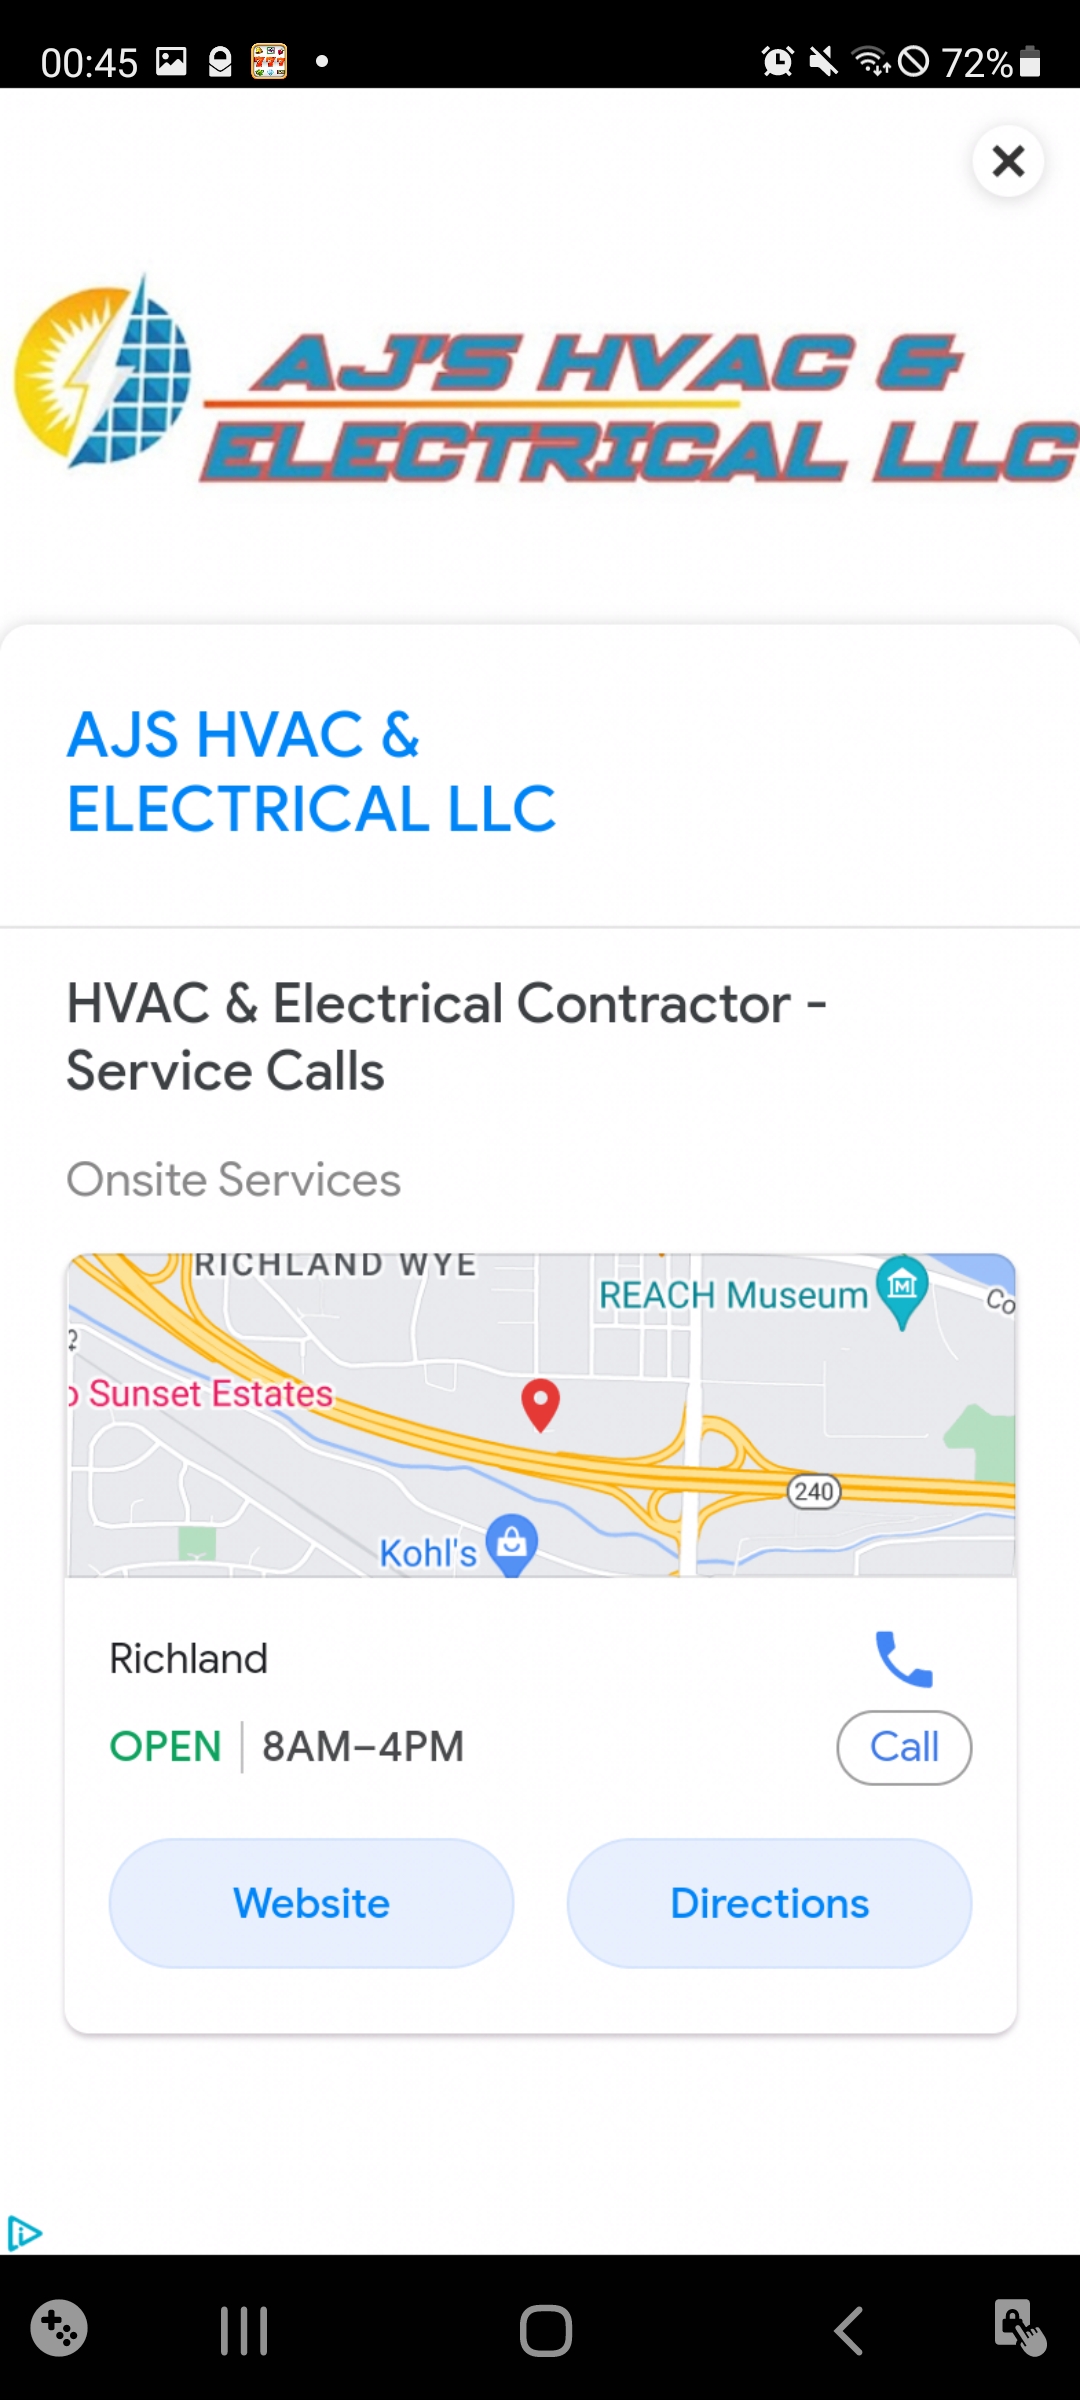 00:45
72%
AJ'S HVAC &
ELECTRICAL LLC
AJS HVAC &
ELECTRICAL LLC
HVAC & Electrical Contractor -
Service Calls
Onsite Services
RICHLAND WYE
REACH Museum
Co
Sunset Estates
240
Kohl's
Richland
OPEN | 8AM–4PM
Call
Website
Directions